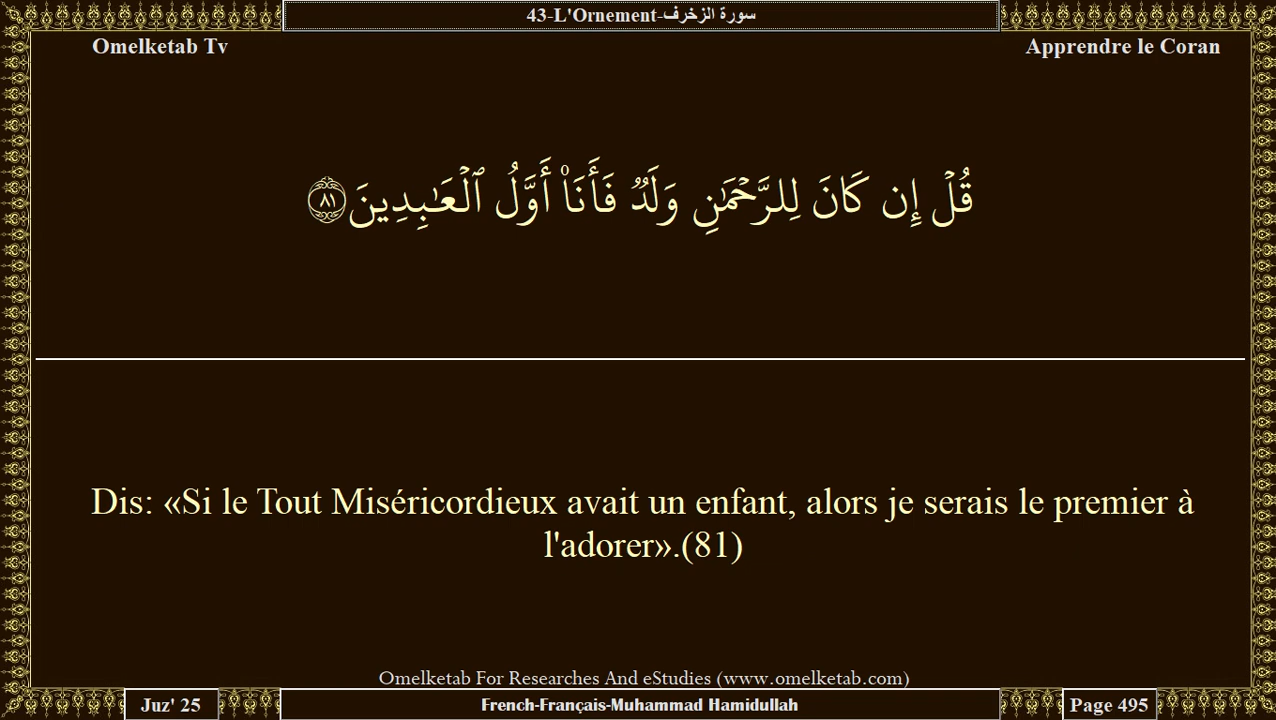 43-L'Ornement-سورة الزخرف
Omelketab Tv
Apprendre le Coran
قُلۡ إِن كَانَ لِلرَّحۡمَٰنِ وَلَدٞ فَأَنَا۠ أَوَّلُ ٱلۡعَٰبِدِينَ ٨١
Dis: «Si le Tout Miséricordieux avait un enfant, alors je serais le premier à
l'adorer».(81)
Omelketab For Researches And eStudies (www.omelketab.com)
Juz' 25
French-Français-Muhammad Hamidullah
Page 495